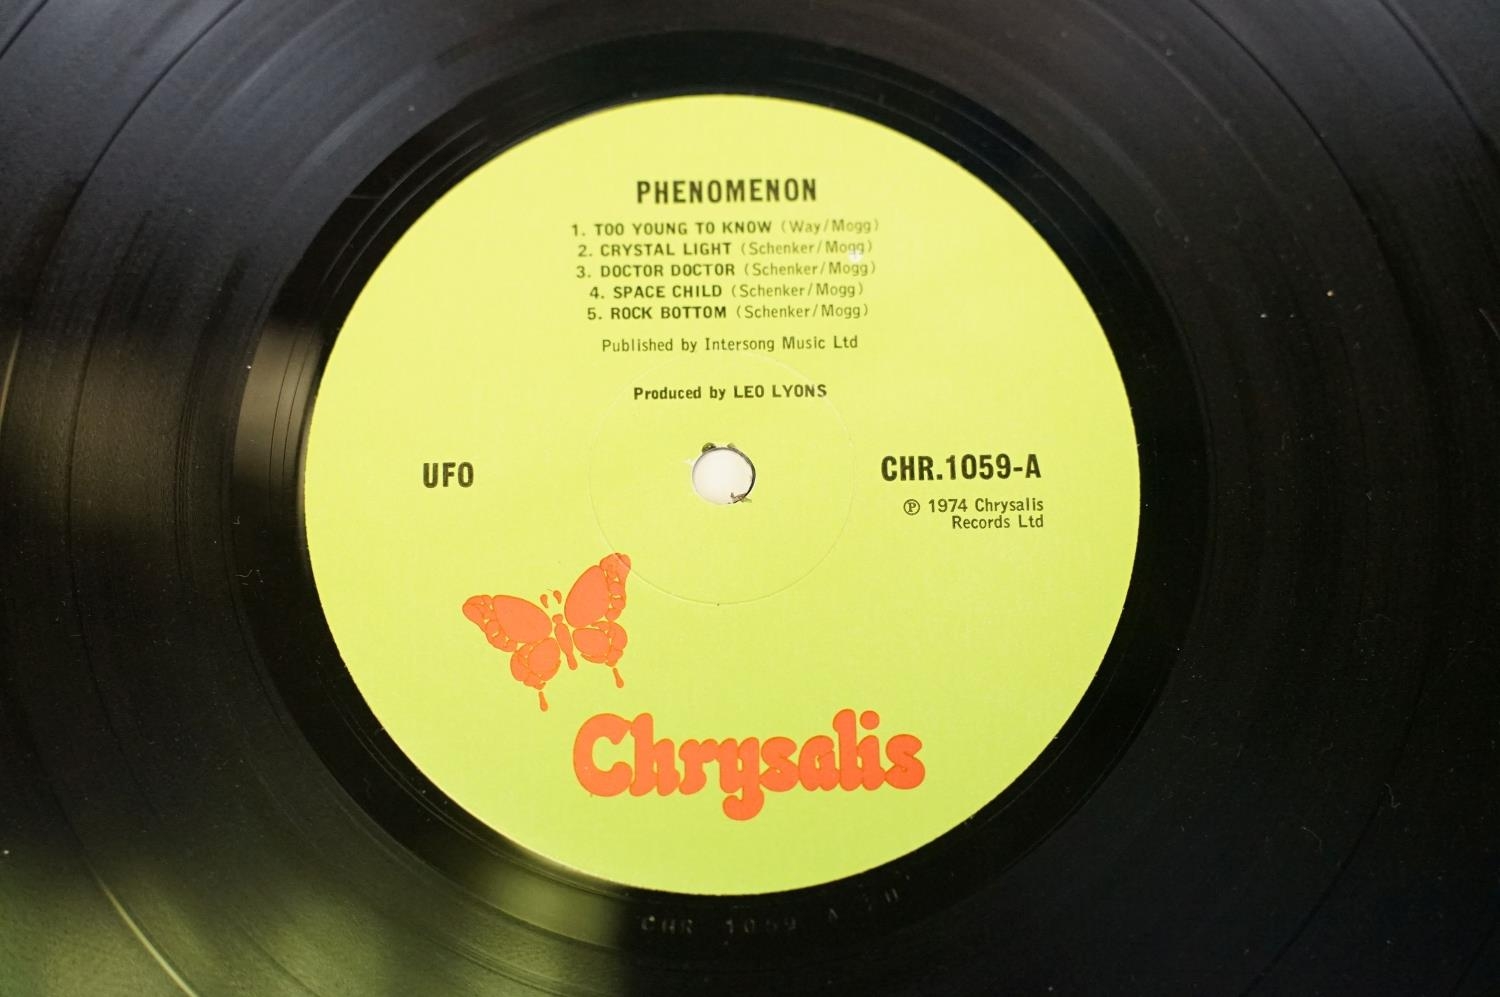 PHENOMENON
1. TOO YOUNG TO KNOW (Way/Mogg)
2. CRYSTAL LIGHT (Schenker/Mogg)
3. DOCTOR DOCTOR (Schenker/Mogg)
4. SPACE CHILD (Schenker/Mogg)
5. ROCK BOTTOM (Schenker/Mogg)
Published by Intersong Music Ltd
Produced by LEO LYONS
UFO
CHR.1059-A
℗ 1974 Chrysalis
Records Ltd
Chrysalis
CHR 1059 A